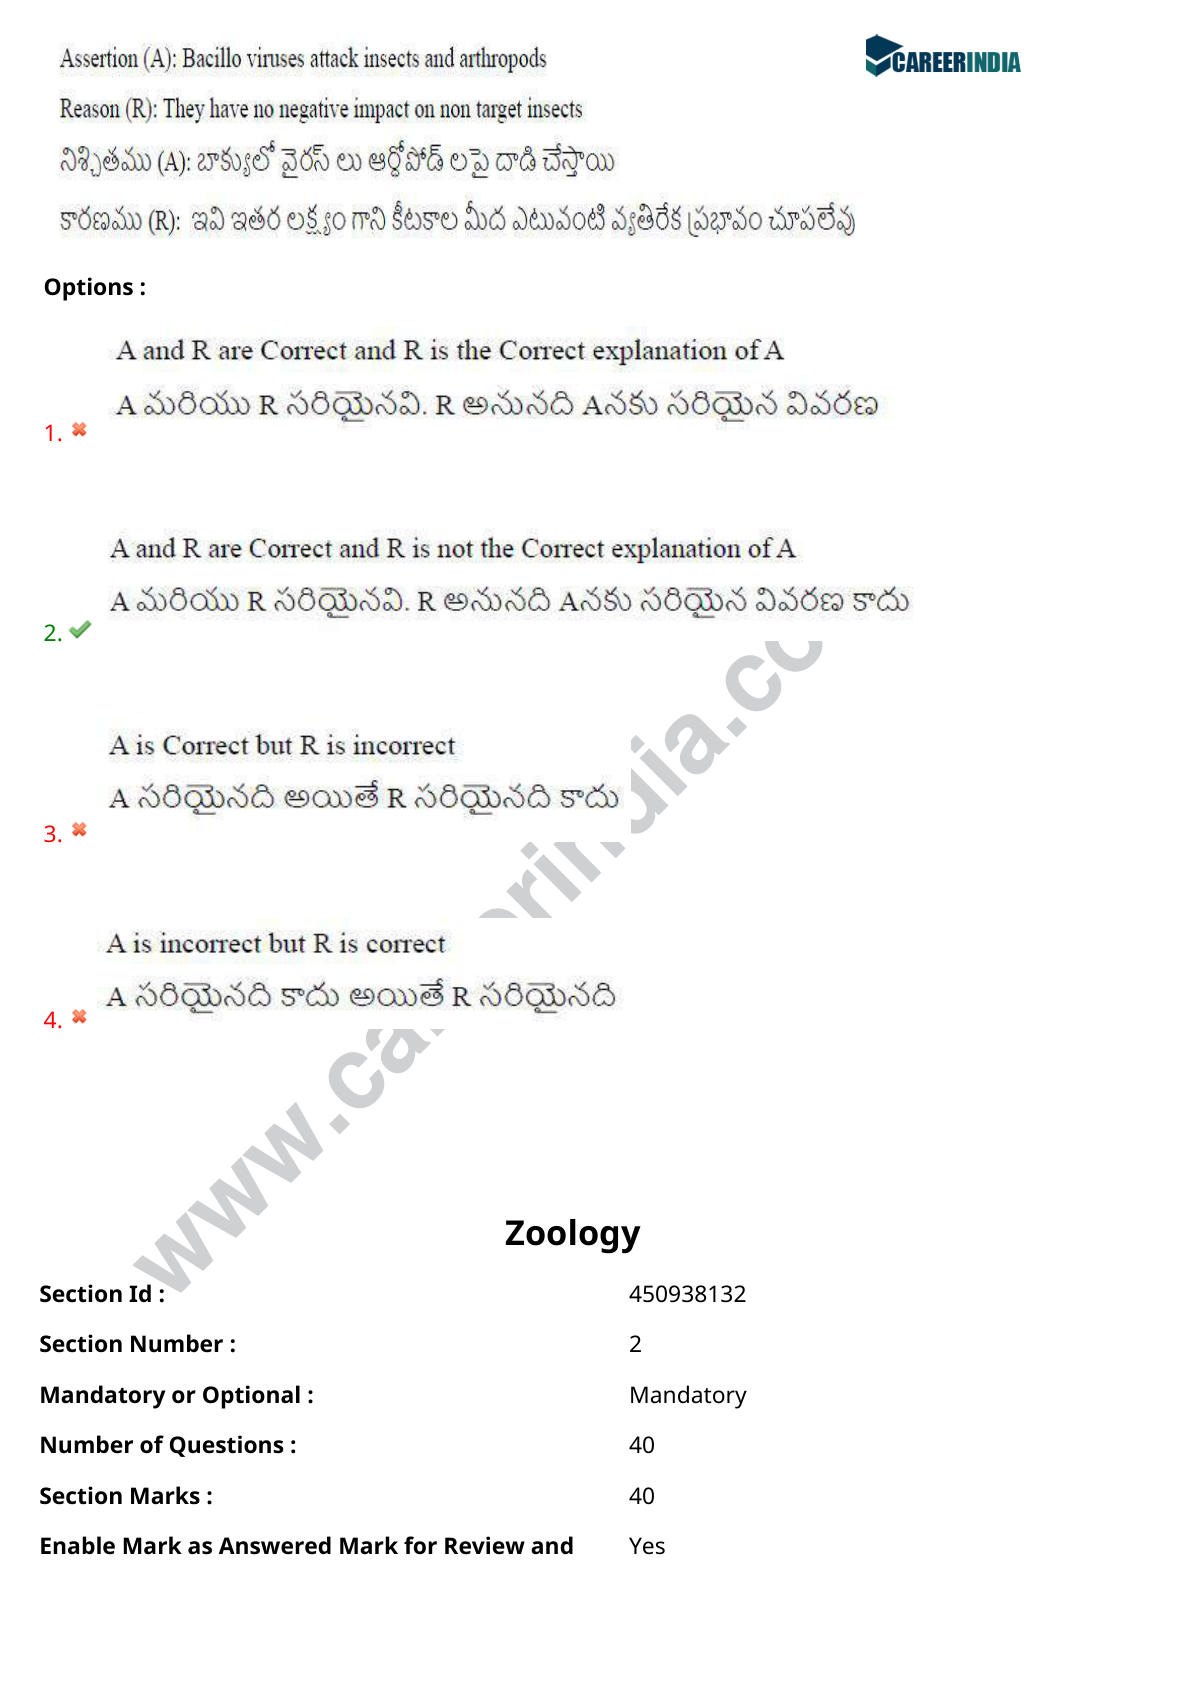 CAREERINDIA
Assertion (A): Bacillo viruses attack insects and arthropods
Reason (R): They have no negative impact on non target insects
నిశ్చితము (A): బాక్యులో వైరస్ లు ఆర్థోపోడ్ లపై దాడి చేస్తాయి
కారణము (R): ఇవి ఇతర లక్ష్యం గాని కీటకాల మీద ఎటువంటి వ్యతిరేక ప్రభావం చూపలేవు
Options :
A and R are Correct and R is the Correct explanation of A
A మరియు R సరియైనవి. R అనునది Aనకు సరియైన వివరణ
1.
A and R are Correct and R is not the Correct explanation of A
A మరియు R సరియైనవి. R అనునది Aనకు సరియైన వివరణ కాదు
2.
A is Correct but R is incorrect
A సరియైనది అయితే R సరియైనది కాదు
3.
A is incorrect but R is correct
A సరియైనది కాదు అయితే R సరియైనది
4.
Zoology
Section Id : 450938132
Section Number : 2
Mandatory or Optional : Mandatory
Number of Questions : 40
Section Marks : 40
Enable Mark as Answered Mark for Review and Yes